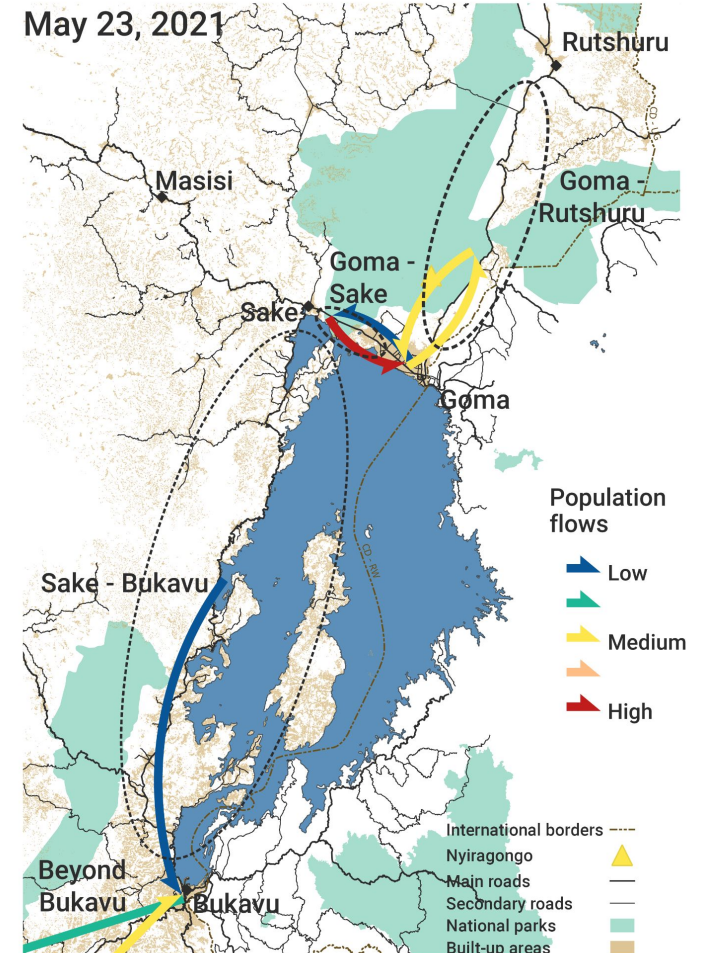 May 23, 2021
Rutshuru
Masisi
Goma -
Rutshuru
Goma -
Sake
Sake
Goma
CD - RW
Population
flows
Low
Medium
High
Sake - Bukavu
Beyond
Bukavu
Bukavu
International borders
Nyiragongo
Main roads
Secondary roads
National parks
Built-up areas